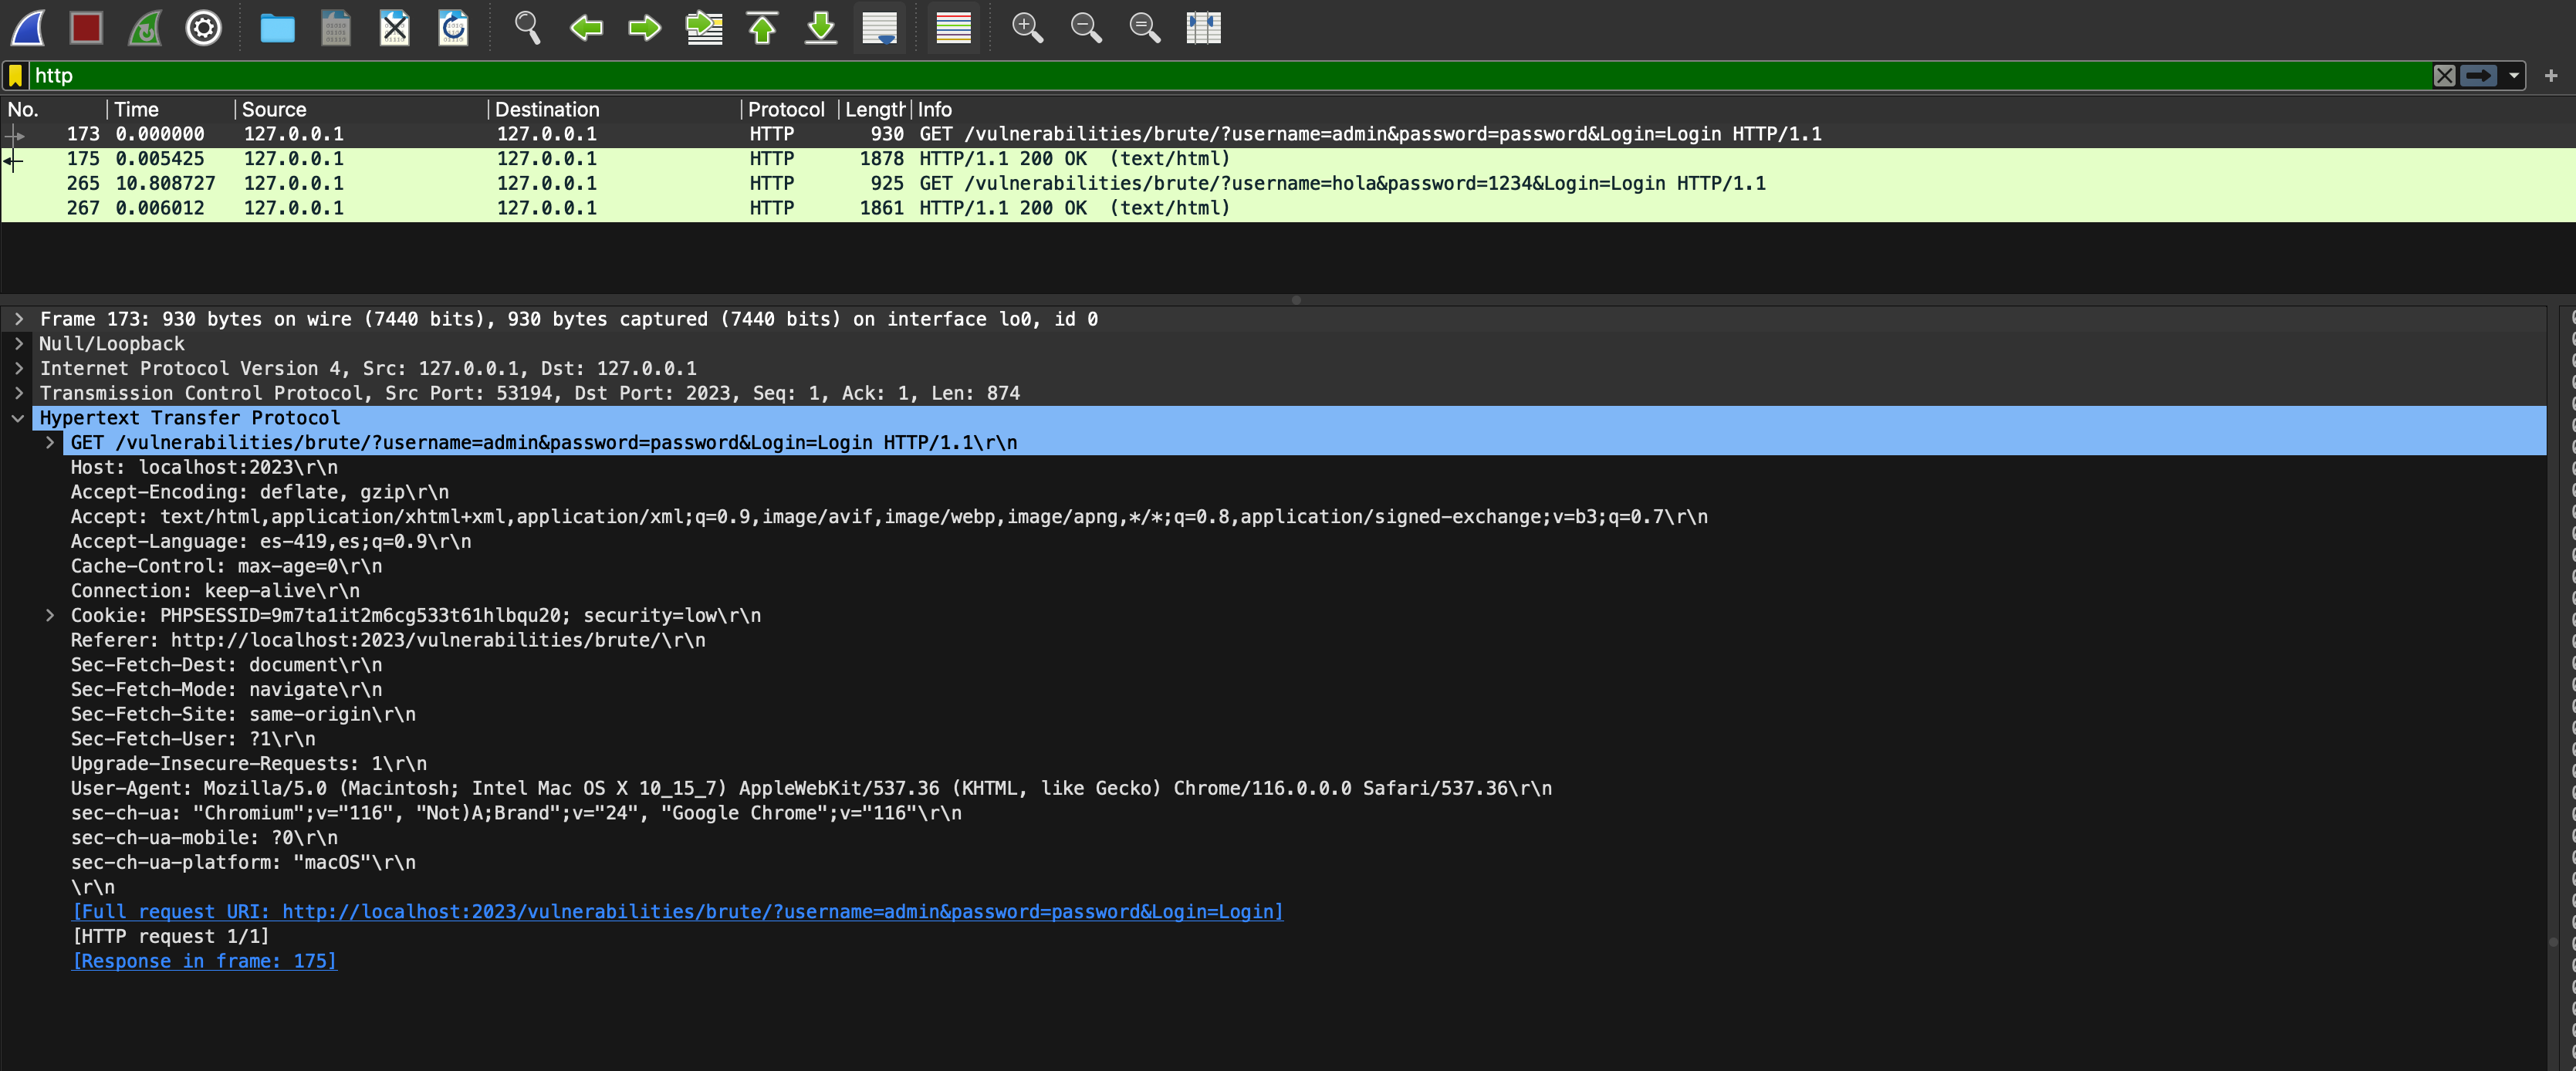 http
No. Time Source Destination Protocol Length Info
173 0.000000 127.0.0.1 127.0.0.1 HTTP 930 GET /vulnerabilities/brute/?username=admin&password=password&Login=Login HTTP/1.1
175 0.005425 127.0.0.1 127.0.0.1 HTTP 1878 HTTP/1.1 200 OK (text/html)
265 10.808727 127.0.0.1 127.0.0.1 HTTP 925 GET /vulnerabilities/brute/?username=hola&password=1234&Login=Login HTTP/1.1
267 0.006012 127.0.0.1 127.0.0.1 HTTP 1861 HTTP/1.1 200 OK (text/html)
Frame 173: 930 bytes on wire (7440 bits), 930 bytes captured (7440 bits) on interface lo0, id 0
Null/Loopback
Internet Protocol Version 4, Src: 127.0.0.1, Dst: 127.0.0.1
Transmission Control Protocol, Src Port: 53194, Dst Port: 2023, Seq: 1, Ack: 1, Len: 874
Hypertext Transfer Protocol
GET /vulnerabilities/brute/?username=admin&password=password&Login=Login HTTP/1.1\r\n
Host: localhost:2023\r\n
Accept-Encoding: deflate, gzip\r\n
Accept: text/html,application/xhtml+xml,application/xml;q=0.9,image/avif,image/webp,image/apng,*/*;q=0.8,application/signed-exchange;v=b3;q=0.7\r\n
Accept-Language: es-419,es;q=0.9\r\n
Cache-Control: max-age=0\r\n
Connection: keep-alive\r\n
Cookie: PHPSESSID=9m7ta1it2m6cg533t61hlbqu20; security=low\r\n
Referer: http://localhost:2023/vulnerabilities/brute/\r\n
Sec-Fetch-Dest: document\r\n
Sec-Fetch-Mode: navigate\r\n
Sec-Fetch-Site: same-origin\r\n
Sec-Fetch-User: ?1\r\n
Upgrade-Insecure-Requests: 1\r\n
User-Agent: Mozilla/5.0 (Macintosh; Intel Mac OS X 10_15_7) AppleWebKit/537.36 (KHTML, like Gecko) Chrome/116.0.0.0 Safari/537.36\r\n
sec-ch-ua: "Chromium";v="116", "Not)A;Brand";v="24", "Google Chrome";v="116"\r\n
sec-ch-ua-mobile: ?0\r\n
sec-ch-ua-platform: "macOS"\r\n
\r\n
[Full request URI: http://localhost:2023/vulnerabilities/brute/?username=admin&password=password&Login=Login]
[HTTP request 1/1]
[Response in frame: 175]